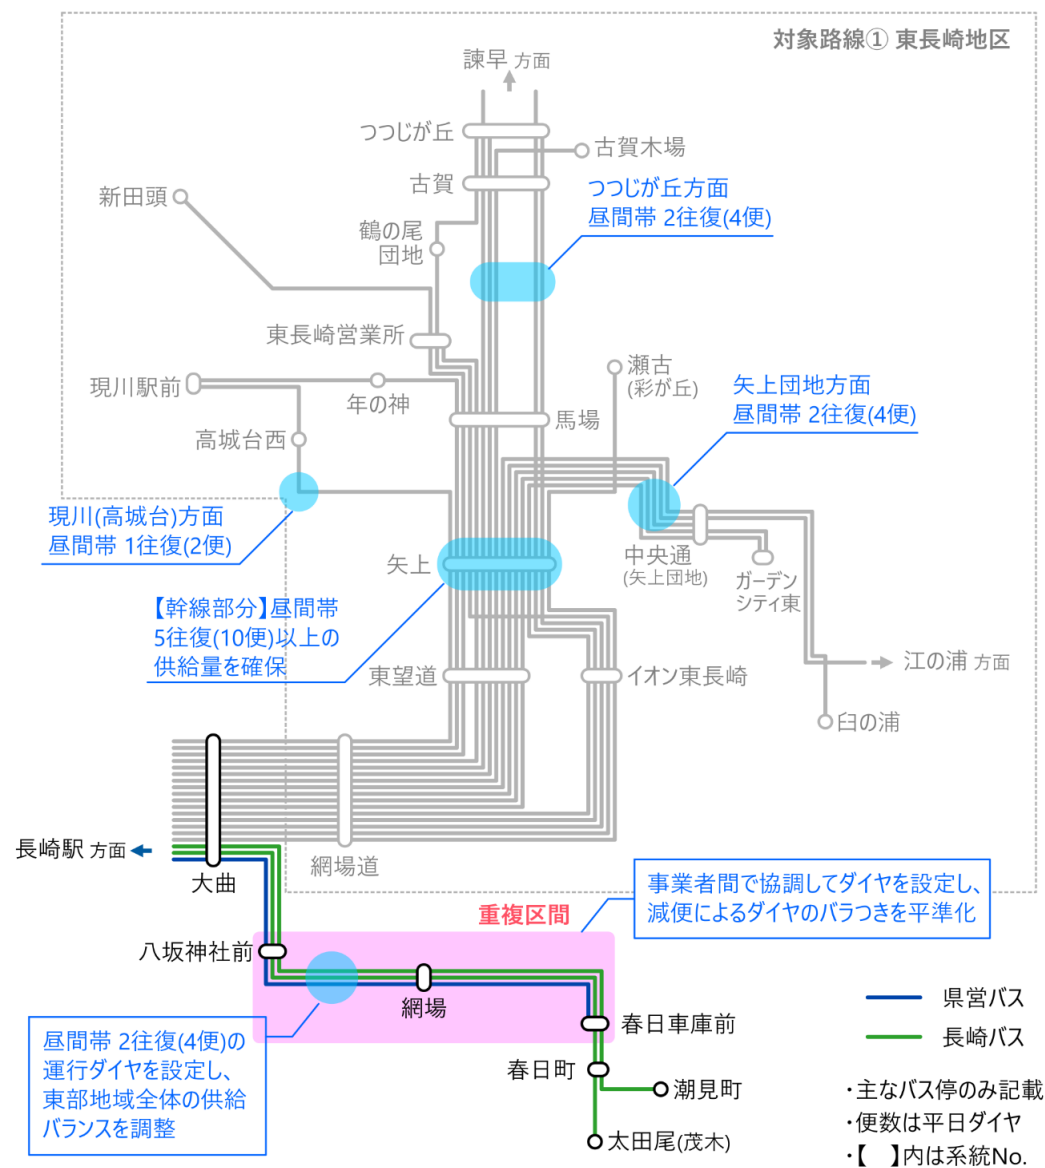 対象路線① 東長崎地区
諫早 方面
つつじが丘
古賀木場
古賀
つつじが丘方面
昼間帯 2往復(4便)
新田頭
鶴の尾
団地
東長崎営業所
現川駅前
年の神
瀬古
(彩が丘)
馬場
矢上団地方面
昼間帯 2往復(4便)
高城台西
現川(高城台)方面
昼間帯 1往復(2便)
矢上
中央通
(矢上団地)
ガーデン
シティ東
【幹線部分】昼間帯
5往復(10便)以上の
供給量を確保
東望道
イオン東長崎
江の浦 方面
臼の浦
長崎駅 方面
大曲
網場道
事業者間で協調してダイヤを設定し、
減便によるダイヤのバラつきを平準化
重複区間
八坂神社前
網場
春日車庫前
県営バス
長崎バス
昼間帯 2往復(4便)の
運行ダイヤを設定し、
東部地域全体の供給
バランスを調整
春日町
潮見町
太田尾(茂木)
・主なバス停のみ記載
・便数は平日ダイヤ
・【 】内は系統No.